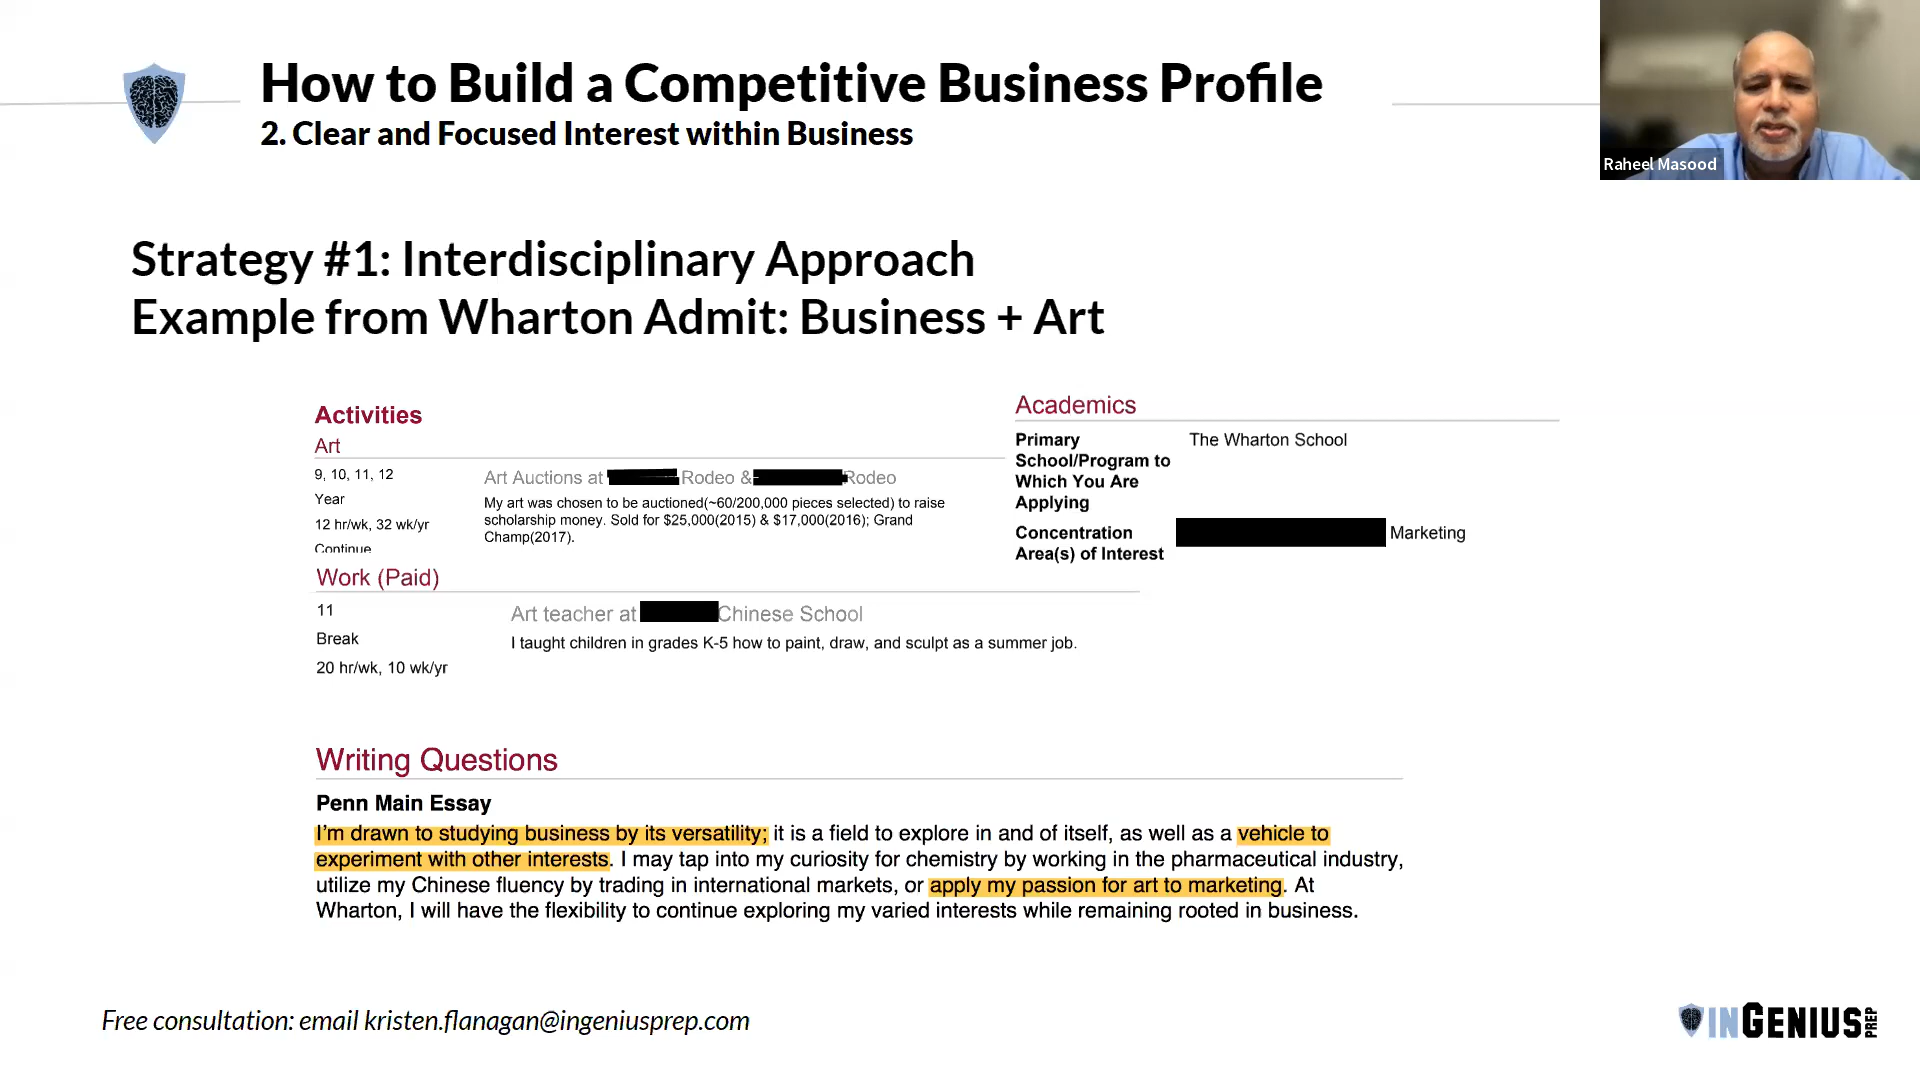 How to Build a Competitive Business Profile
2. Clear and Focused Interest within Business
Raheel Masood
Strategy #1: Interdisciplinary Approach
Example from Wharton Admit: Business + Art
Activities
Art
9, 10, 11, 12
Year
12 hr/wk, 32 wk/yr
Continue
Art Auctions at Rodeo & Rodeo
My art was chosen to be auctioned(~60/200,000 pieces selected) to raise
scholarship money. Sold for $25,000(2015) & $17,000(2016); Grand
Champ(2017).
Academics
Primary
School/Program to
Which You Are
Applying
The Wharton School
Concentration
Area(s) of Interest
Marketing
Work (Paid)
11
Break
20 hr/wk, 10 wk/yr
Art teacher at Chinese School
I taught children in grades K-5 how to paint, draw, and sculpt as a summer job.
Writing Questions
Penn Main Essay
I'm drawn to studying business by its versatility; it is a field to explore in and of itself, as well as a vehicle to
experiment with other interests. I may tap into my curiosity for chemistry by working in the pharmaceutical industry,
utilize my Chinese fluency by trading in international markets, or apply my passion for art to marketing. At
Wharton, I will have the flexibility to continue exploring my varied interests while remaining rooted in business.
Free consultation: email kristen.flanagan@ingeniusprep.com
INGENIUS PREP